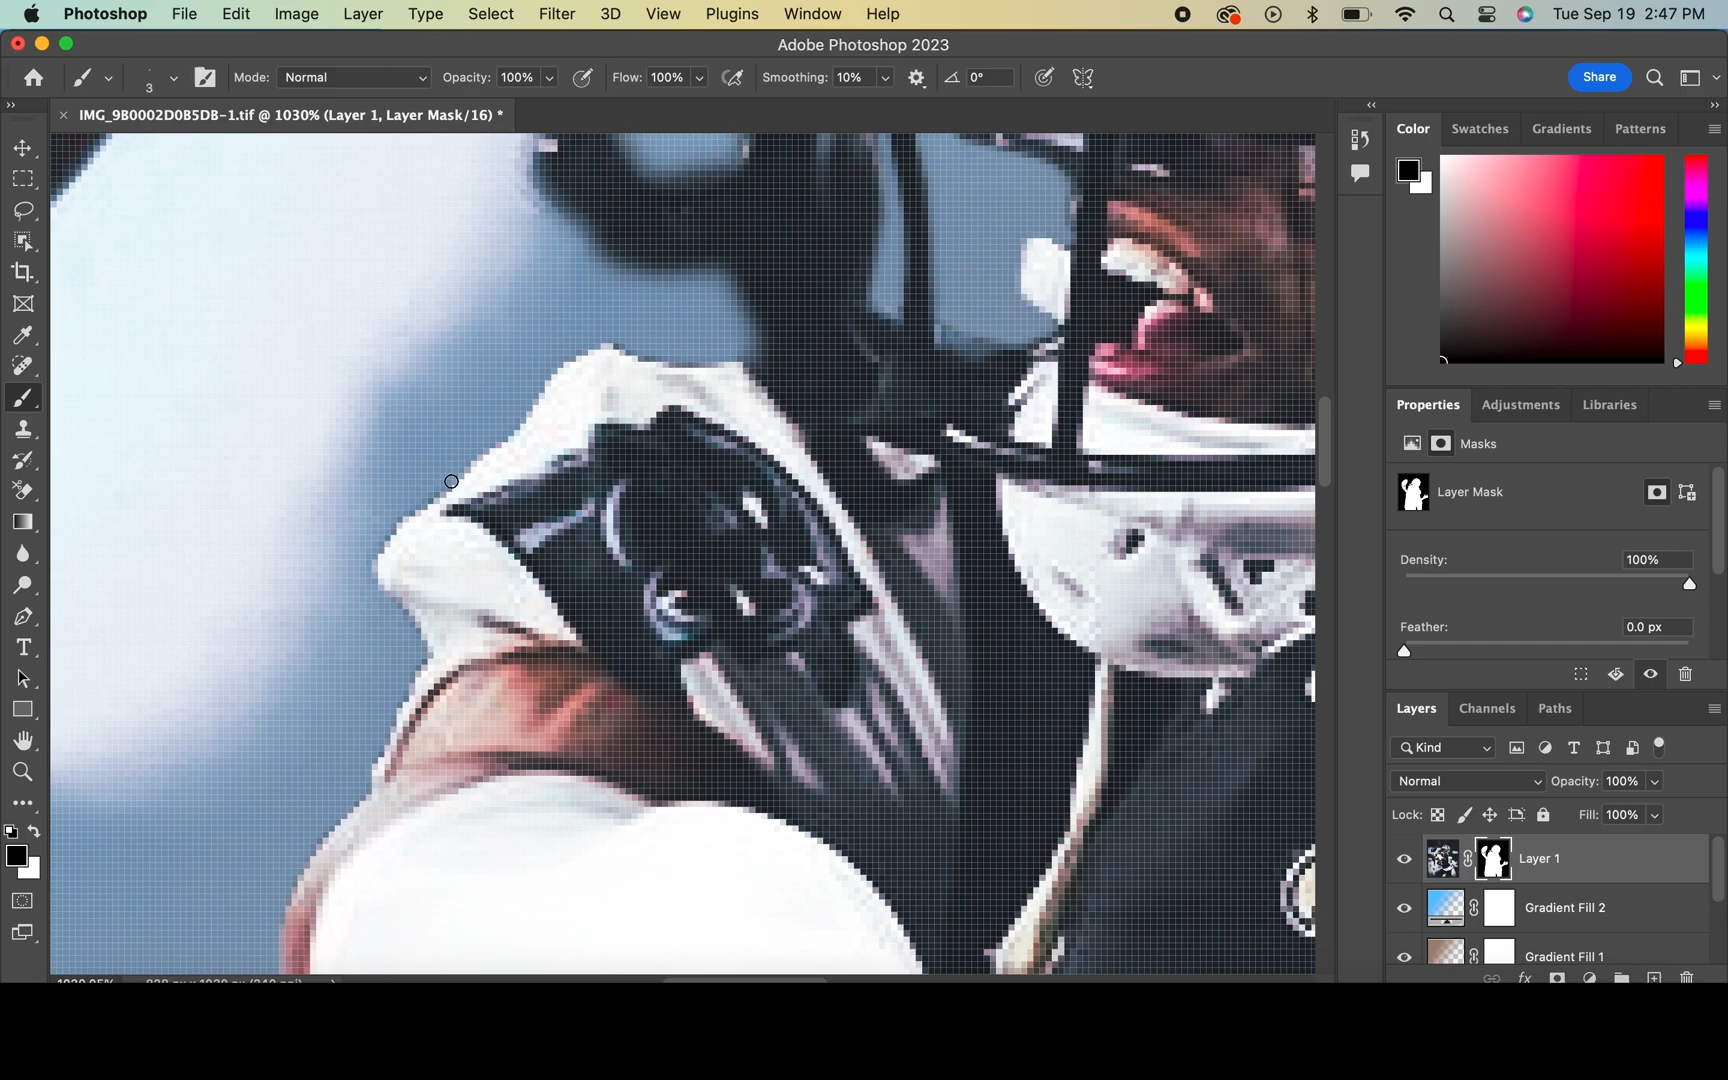 Photoshop File Edit Image Layer Type Select Filter 3D View Plugins Window Help Tue Sep 19 2:47 PM
Adobe Photoshop 2023
3 Mode: Normal Opacity: 100% Flow: 100% Smoothing: 10% 0° Share
IMG_9B0002D0B5DB-1.tif @ 1030% (Layer 1, Layer Mask/16) *
Color Swatches Gradients Patterns
Properties Adjustments Libraries
Masks
Layer Mask
Density: 100%
Feather: 0.0 px
Layers Channels Paths
Kind
Normal Opacity: 100%
Lock: Fill: 100%
Layer 1
Gradient Fill 2
Gradient Fill 1
fx